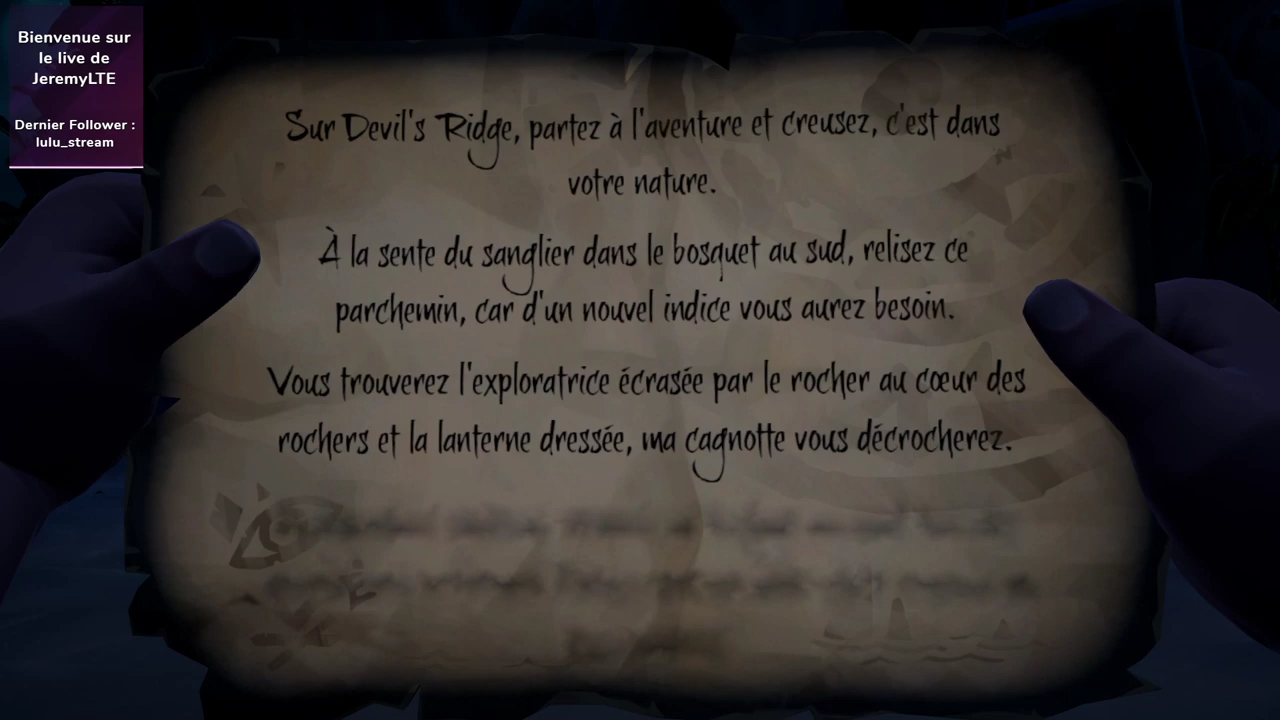 Bienvenue sur
le live de
JeremyLTE
Dernier Follower :
lulu_stream
Sur Devil's Ridge, partez à l'aventure et creusez, c'est dans
votre nature.
À la sente du sanglier dans le bosquet au sud, relisez ce
parchemin, car d'un nouvel indice vous aurez besoin.
Vous trouverez l'exploratrice écrasée par le rocher au cœur des
rochers et la lanterne dressée, ma cagnotte vous décrocherez.